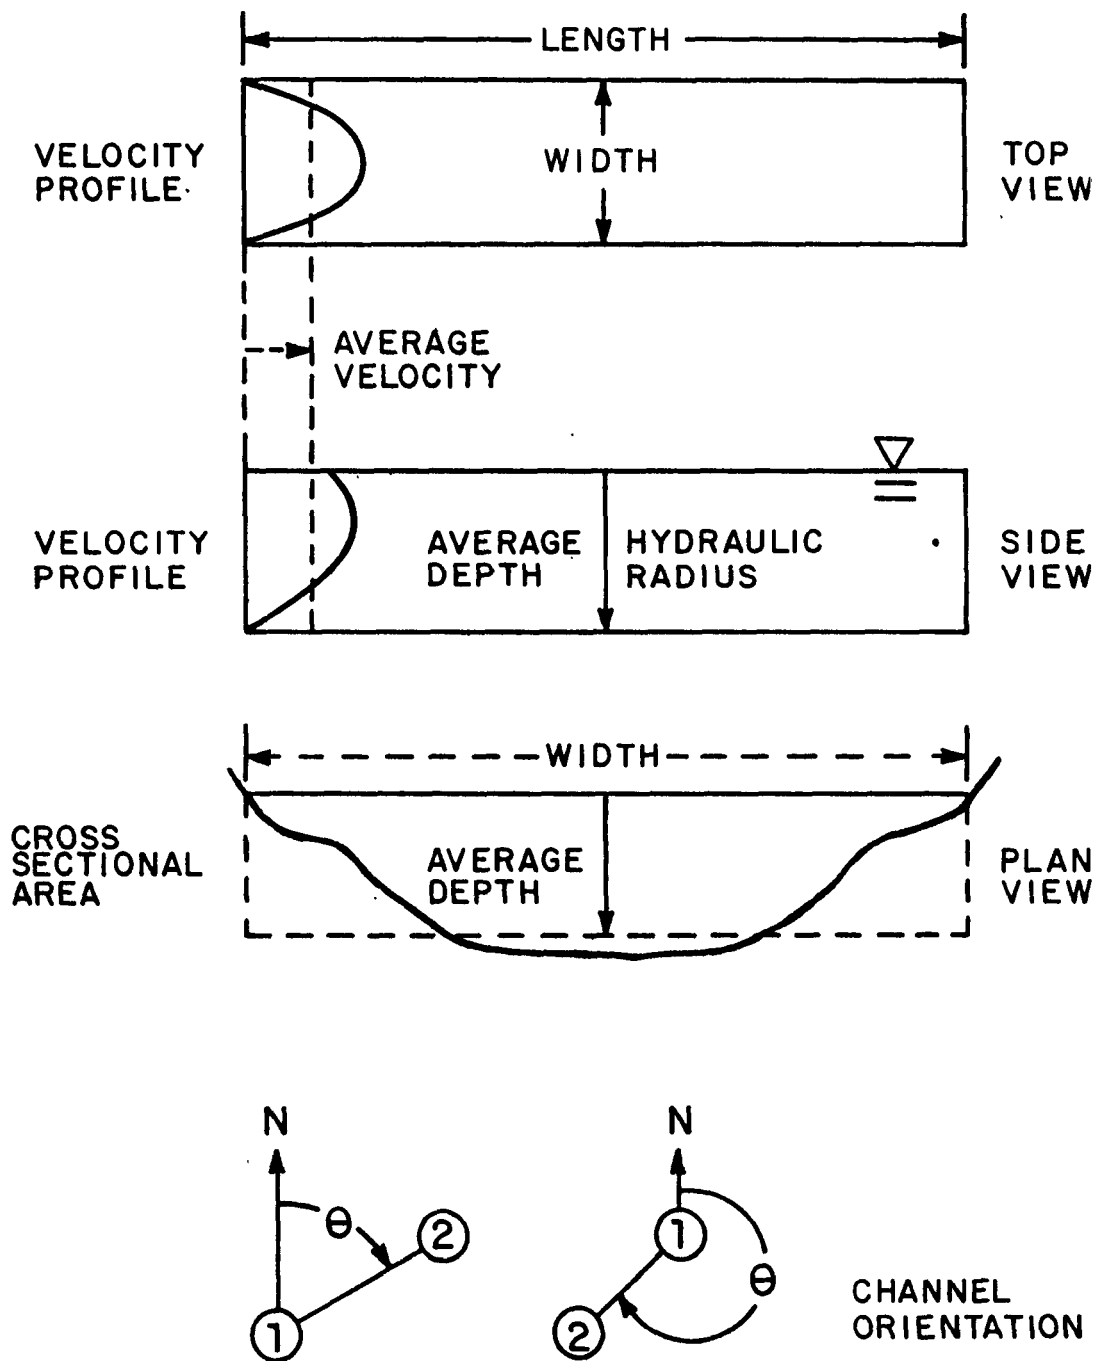 LENGTH
VELOCITY
PROFILE
WIDTH
TOP
VIEW
AVERAGE
VELOCITY
VELOCITY
PROFILE
AVERAGE
DEPTH
HYDRAULIC
RADIUS
SIDE
VIEW
WIDTH
CROSS
SECTIONAL
AREA
AVERAGE
DEPTH
PLAN
VIEW
N
θ
2
1
N
1
θ
2
CHANNEL
ORIENTATION